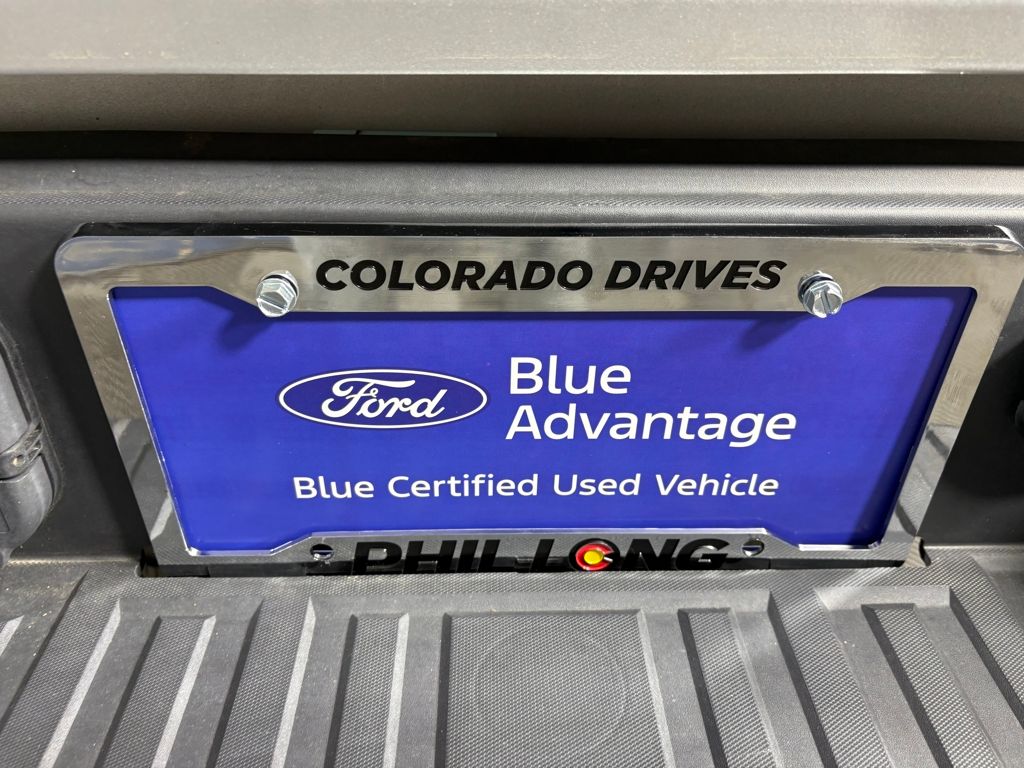 COLORADO DRIVES
Ford
Blue
Advantage
Blue Certified Used Vehicle
PHIL LONG